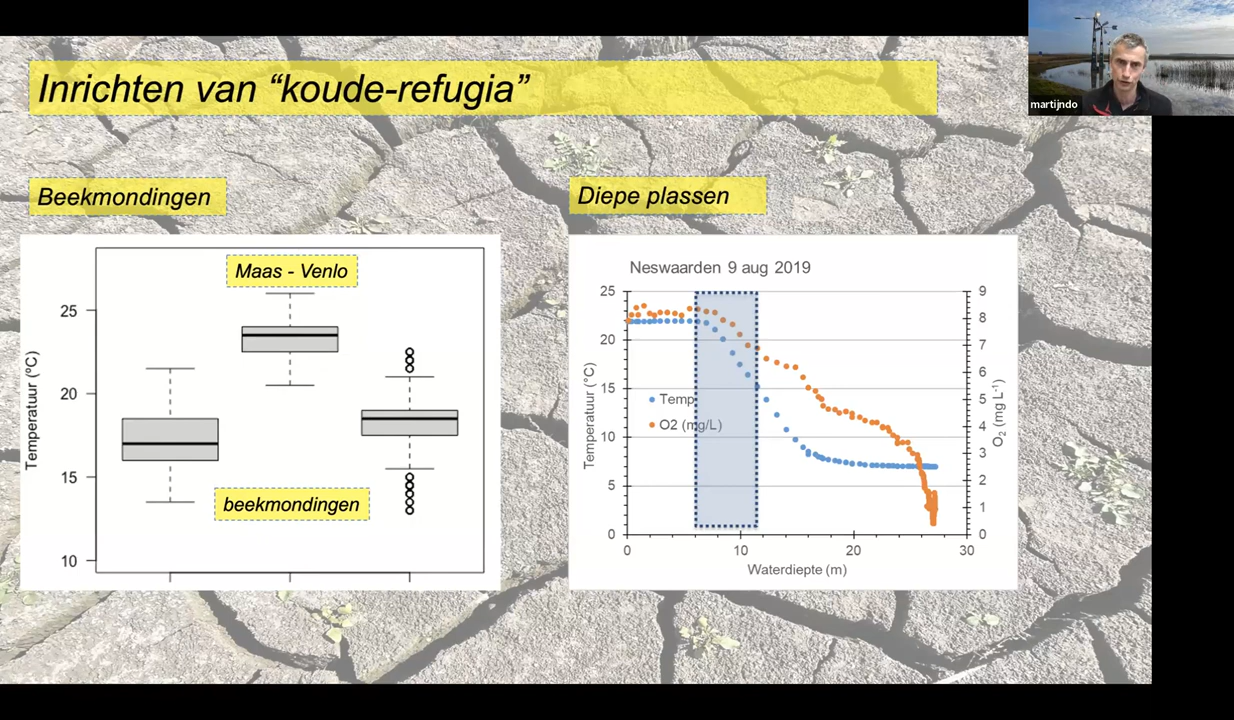 Inrichten van “koude-refugia”
martijndo
Beekmondingen
Diepe plassen
Maas - Venlo
beekmondingen
Temperatuur (ºC)
25
20
15
10
Neswaarden 9 aug 2019
Temperatuur (°C)
25
20
15
10
5
0
Temp
O2 (mg/L)
9
8
7
6
5
4
3
2
1
0
O₂ (mg L⁻¹)
0 10 20 30
Waterdiepte (m)